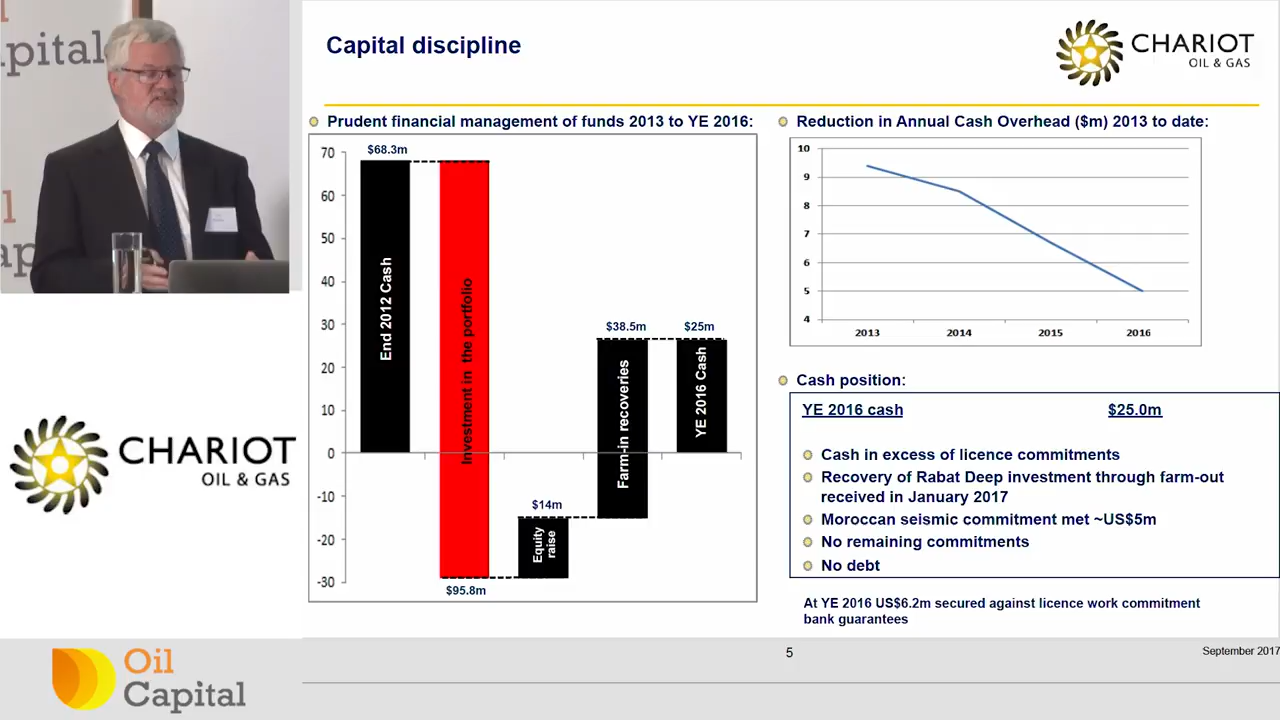 pitalı
l
Capital
ap
Capital discipline
CHARIOT
OIL & GAS
Prudent financial management of funds 2013 to YE 2016:
70
60
50
40
30
20
10
0
-10
-20
-30
$68.3m
End 2012 Cash
Investment in the portfolio
$95.8m
$14m
Equity
raise
$38.5m
Farm-in recoveries
$25m
YE 2016 Cash
Reduction in Annual Cash Overhead ($m) 2013 to date:
10
9
8
7
6
5
4
2013 2014 2015 2016
Cash position:
YE 2016 cash $25.0m
Cash in excess of licence commitments
Recovery of Rabat Deep investment through farm-out
received in January 2017
Moroccan seismic commitment met ~US$5m
No remaining commitments
No debt
At YE 2016 US$6.2m secured against licence work commitment
bank guarantees
CHARIOT
OIL & GAS
Oil
Capital
5
September 2017